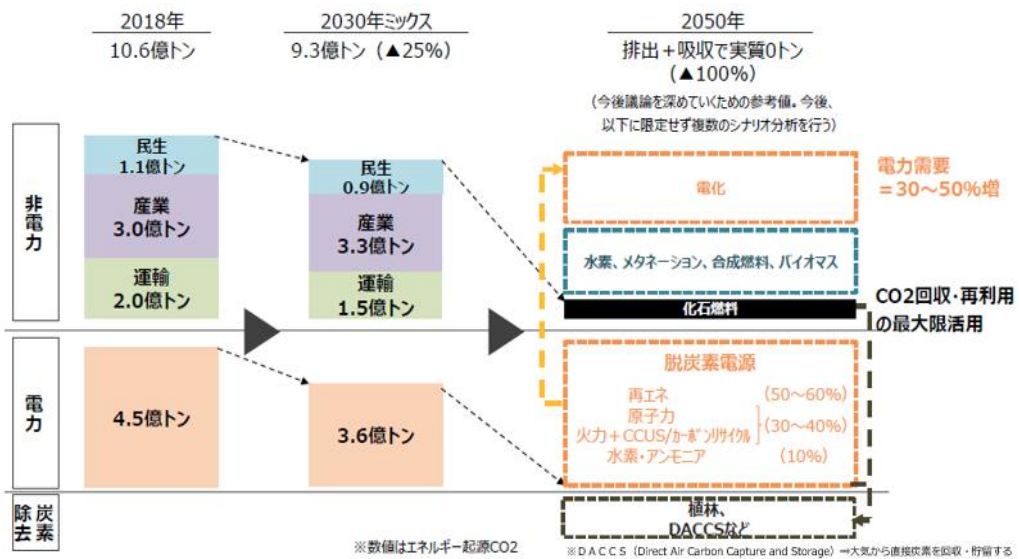 2018年
10.6億トン
2030年ミックス
9.3億トン（▲25%）
2050年
排出＋吸収で実質0トン
（▲100%）
（今後議論を深めていくための参考値。今後、
以下に限定せず複数のシナリオ分析を行う）
非電力
民生
1.1億トン
産業
3.0億トン
運輸
2.0億トン
民生
0.9億トン
産業
3.3億トン
運輸
1.5億トン
電化
電力需要
＝30～50%増
水素、メタネーション、合成燃料、バイオマス
化石燃料
CO2回収・再利用
の最大限活用
電力
4.5億トン
3.6億トン
脱炭素電源
再エネ （50～60%）
原子力
火力＋CCUS/ｶｰﾎﾞﾝﾘｻｲｸﾙ （30～40%）
水素・アンモニア （10%）
炭素除去
植林、
DACCSなど
※数値はエネルギー起源CO2
※ＤＡＣＣＳ（Direct Air Carbon Capture and Storage）⇒大気から直接炭素を回収・貯留する